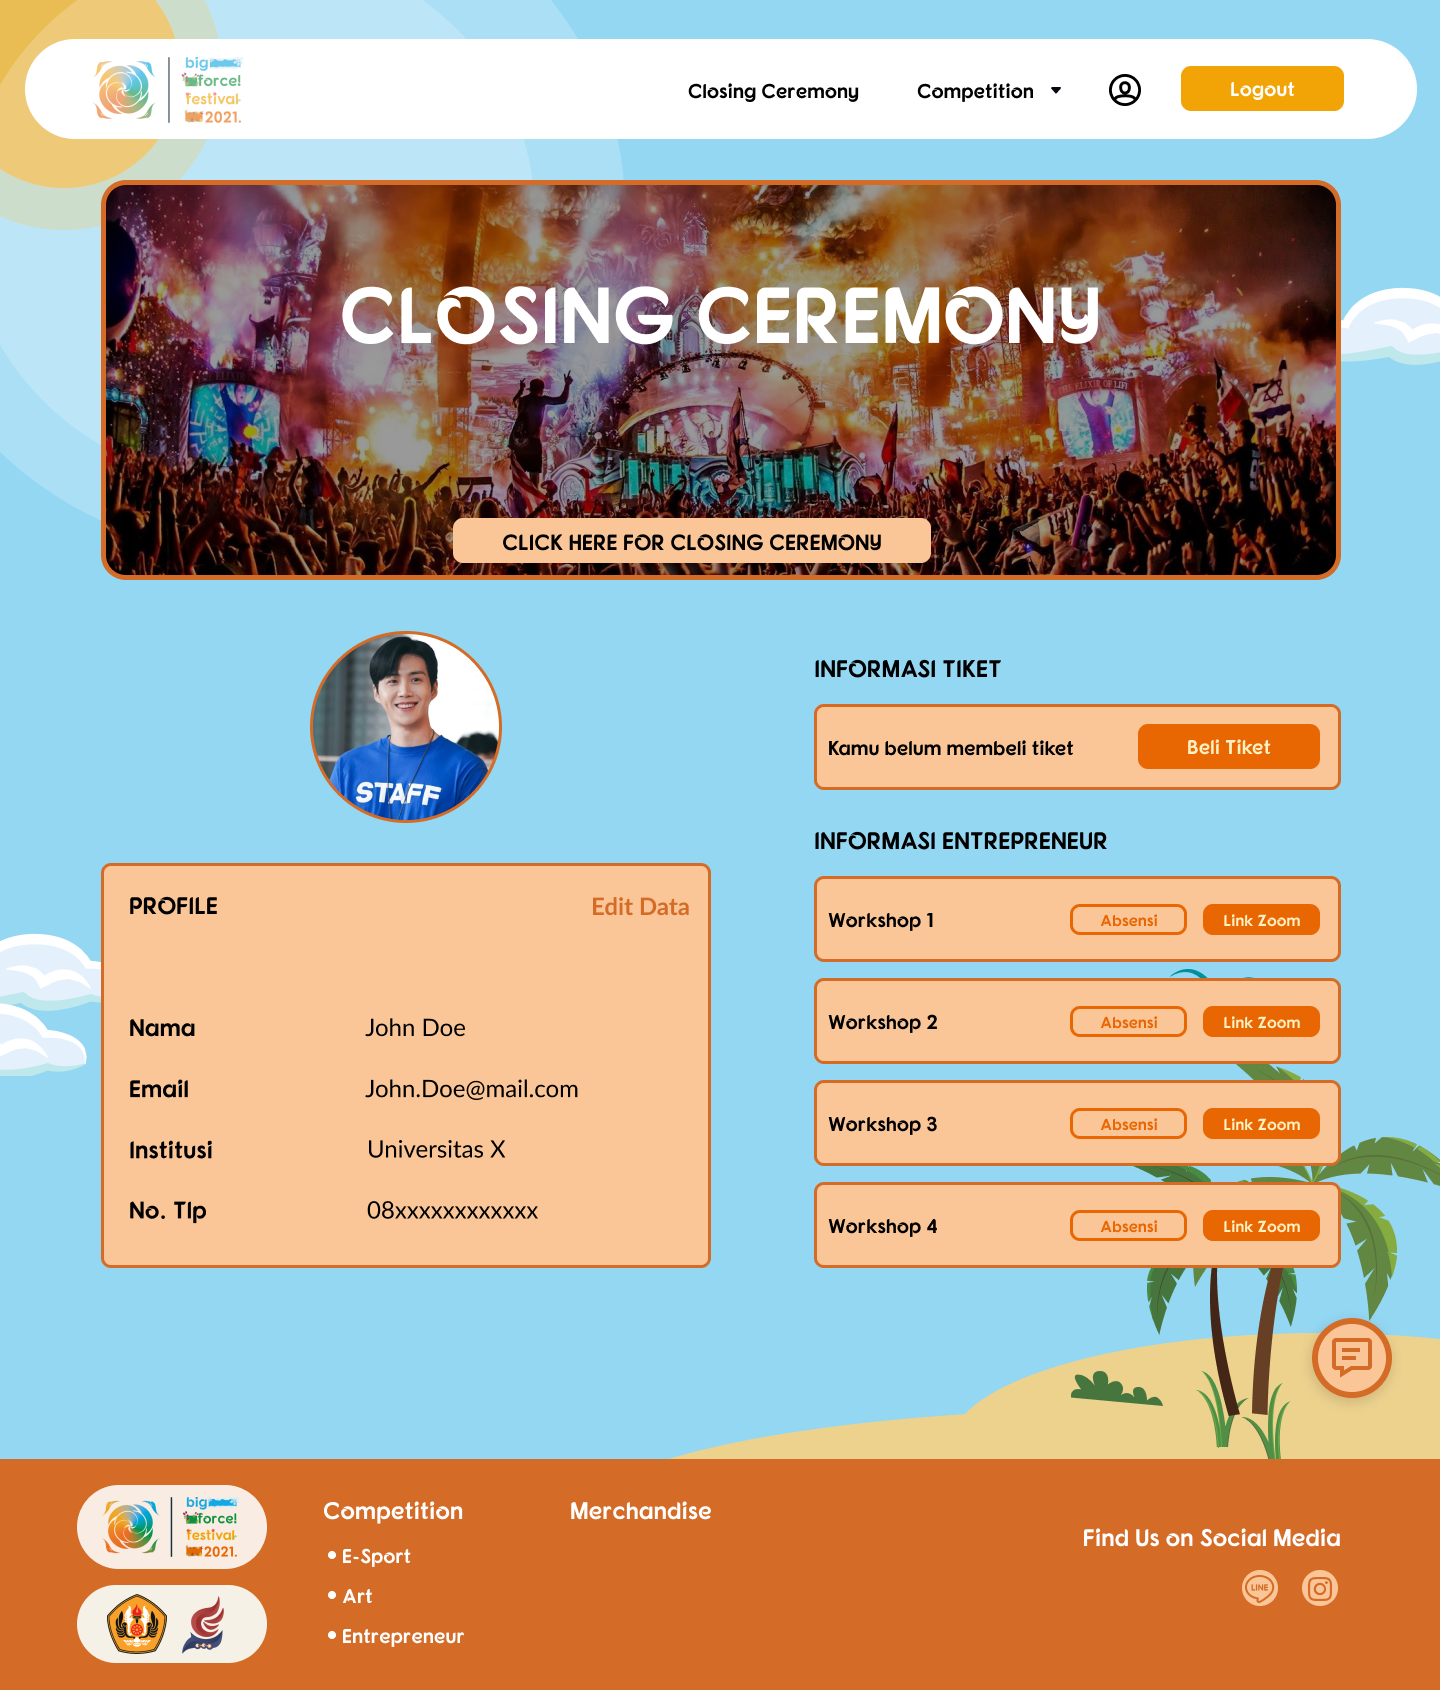 big
force!
festival
2021.
Closing Ceremony
Competition
Logout
CLOSING CEREMONY
THE ELIXIR OF LIFE
CLICK HERE FOR CLOSING CEREMONY
STAFF
INFORMASI TIKET
Kamu belum membeli tiket
Beli Tiket
INFORMASI ENTREPRENEUR
Workshop 1
Absensi
Link Zoom
Workshop 2
Absensi
Link Zoom
Workshop 3
Absensi
Link Zoom
Workshop 4
Absensi
Link Zoom
PROFILE
Edit Data
Nama
John Doe
Email
John.Doe@mail.com
Institusi
Universitas X
No. Tlp
08xxxxxxxxxxxx
big
force!
festival
2021.
Competition
• E-Sport
• Art
• Entrepreneur
Merchandise
Find Us on Social Media
LINE